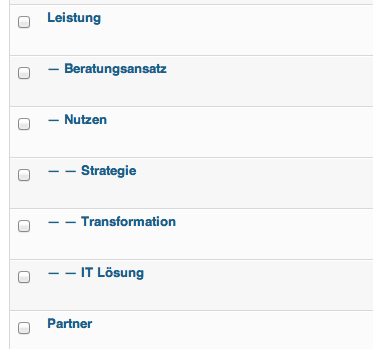 Leistung
— Beratungsansatz
— Nutzen
— — Strategie
— — Transformation
— — IT Lösung
Partner